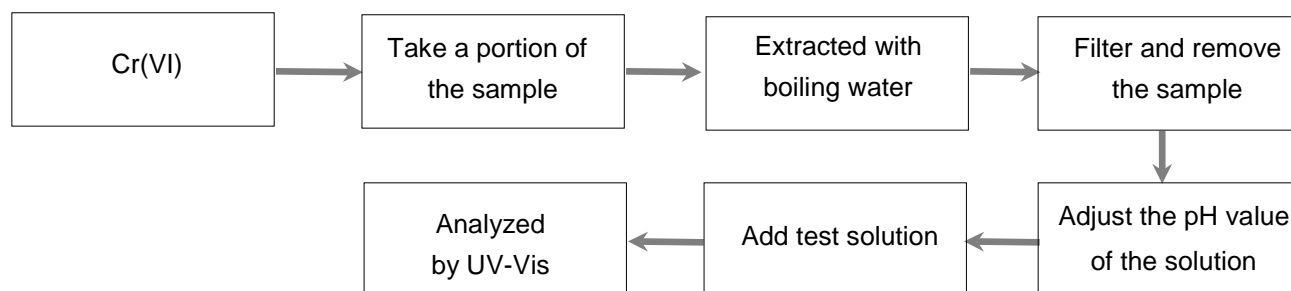 Cr(VI)
Take a portion of
the sample
Extracted with
boiling water
Filter and remove
the sample
Adjust the pH value
of the solution
Add test solution
Analyzed
by UV-Vis